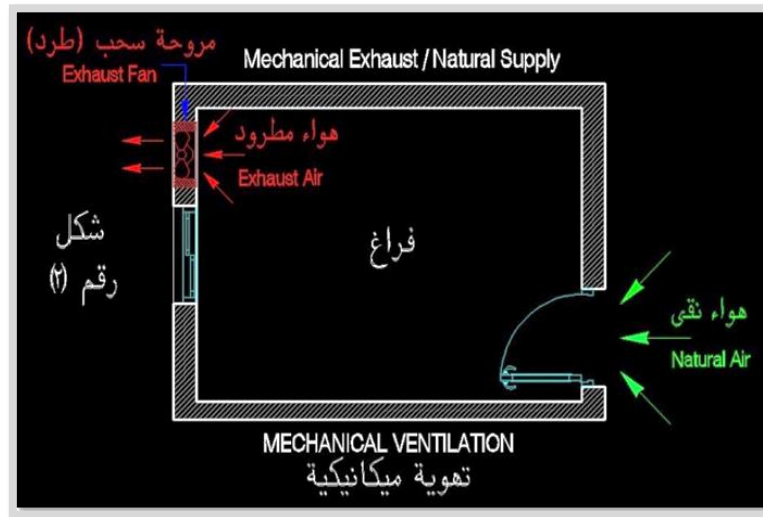 مروحة سحب (طرد)
Exhaust Fan
Mechanical Exhaust / Natural Supply
هواء مطرود
Exhaust Air
شكل
رقم (٢)
فراغ
هواء نقى
Natural Air
MECHANICAL VENTILATION
تهوية ميكانيكية